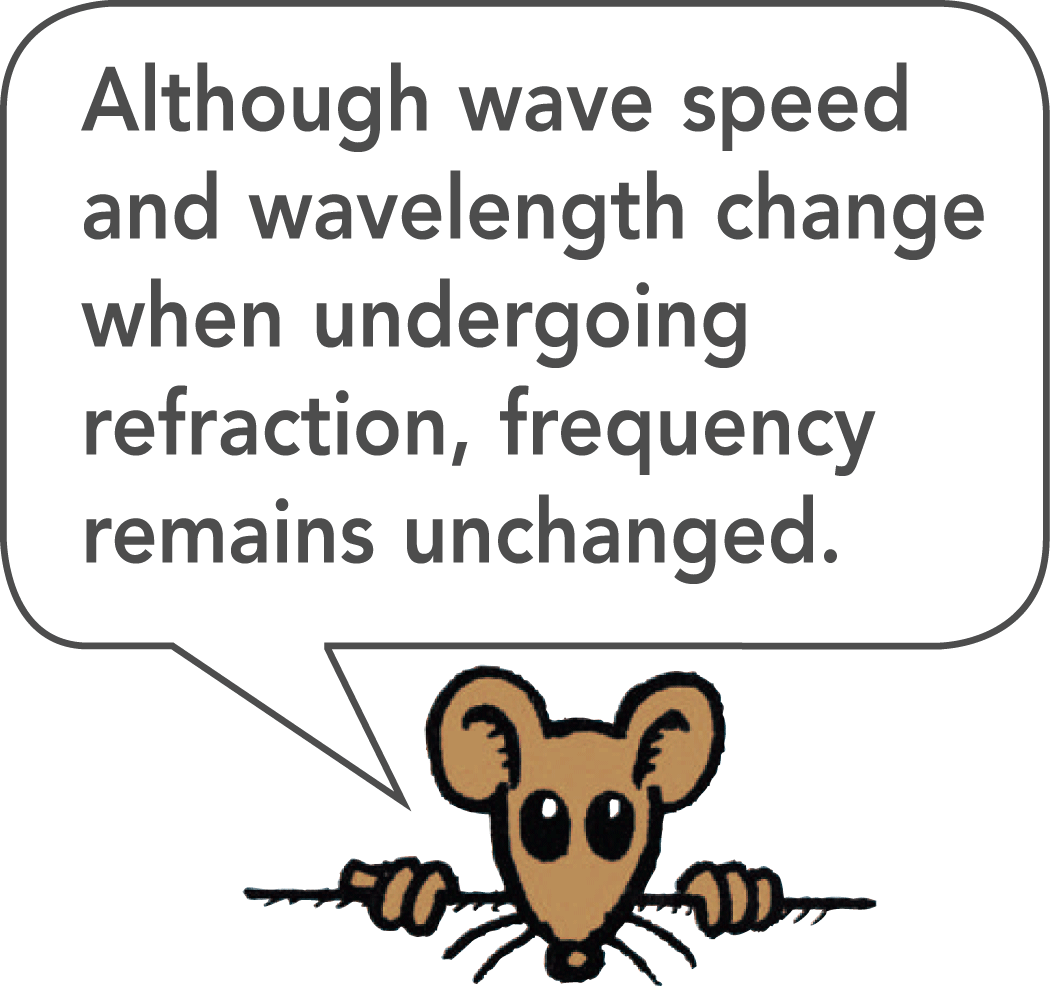 Although wave speed
and wavelength change
when undergoing
refraction, frequency
remains unchanged.